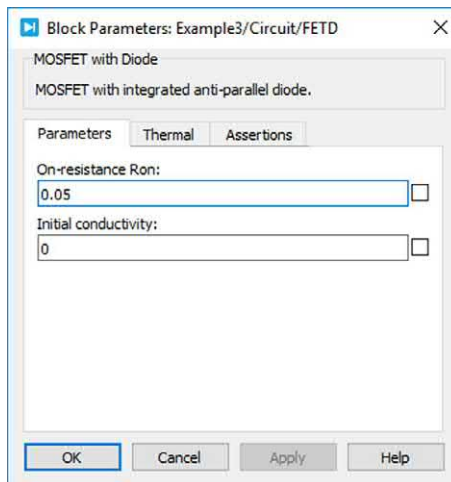 Block Parameters: Example3/Circuit/FETD
MOSFET with Diode
MOSFET with integrated anti-parallel diode.
Parameters Thermal Assertions
On-resistance Ron:
0.05
Initial conductivity:
0
OK Cancel Apply Help